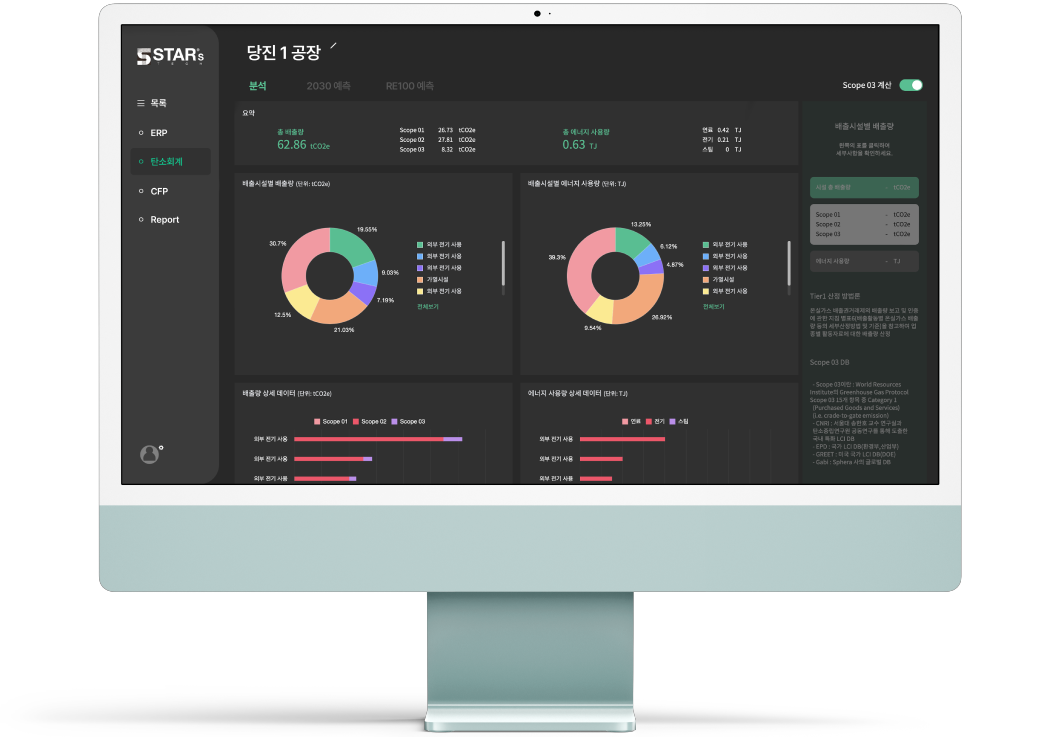 5 STAR's
목록
ERP
탄소회계
CFP
Report
당진 1 공장
분석
2030 예측
RE100 예측
Scope 03 계산
요약
총 배출량
62.86 tCO2e
Scope 01 26.73 tCO2e
Scope 02 27.81 tCO2e
Scope 03 8.32 tCO2e
총 에너지 사용량
0.63 TJ
연료 0.42 TJ
전기 0.21 TJ
스팀 0 TJ
배출시설별 배출량 (단위: tCO2e)
19.55%
9.03%
7.19%
21.03%
12.5%
30.7%
외부 전기 사용
외부 전기 사용
외부 전기 사용
가열시설
외부 전기 사용
전체보기
배출시설별 에너지 사용량 (단위: TJ)
13.25%
6.12%
4.87%
26.92%
9.54%
39.3%
외부 전기 사용
외부 전기 사용
외부 전기 사용
가열시설
외부 전기 사용
전체보기
배출량 상세 데이터 (단위: tCO2e)
Scope 01 Scope 02 Scope 03
외부 전기 사용
외부 전기 사용
외부 전기 사용
에너지 사용량 상세 데이터 (단위: TJ)
연료 전기 스팀
외부 전기 사용
외부 전기 사용
외부 전기 사용
배출시설별 배출량
왼쪽의 표를 클릭하여
세부사항을 확인하세요.
시설 총 배출량 - tCO2e
Scope 01 - tCO2e
Scope 02 - tCO2e
Scope 03 - tCO2e
에너지 사용량 - TJ
Tier1 산정 방법론
온실가스 배출권거래제의 배출량 보고 및 인증
에 관한 지침 별표6(배출활동별 온실가스 배출
량 등의 세부산정방법 및 기준)을 참고하여 업
종별 활동자료에 대한 배출량 산정
Scope 03 DB
- Scope 03이란 : World Resources
Institute의 Greenhouse Gas Protocol
Scope 03 15개 항목 중 Category 1
(Purchased Goods and Services)
(i.e. crade-to-gate emission)
- CNRI : 서울대 송한호 교수 연구실과
탄소중립연구원 공동연구를 통해 도출한
국내 특화 LCI DB
- EPD : 국가 LCI DB(환경부,산업부)
- GREET : 미국 국가 LCI DB(DOE)
- Gabi : Sphera 사의 글로벌 DB